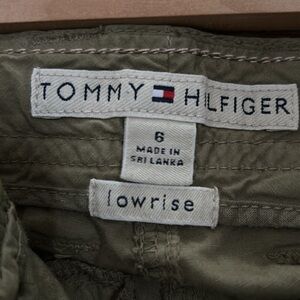 TOMMY HILFIGER
6
MADE IN
SRI LANKA
lowrise